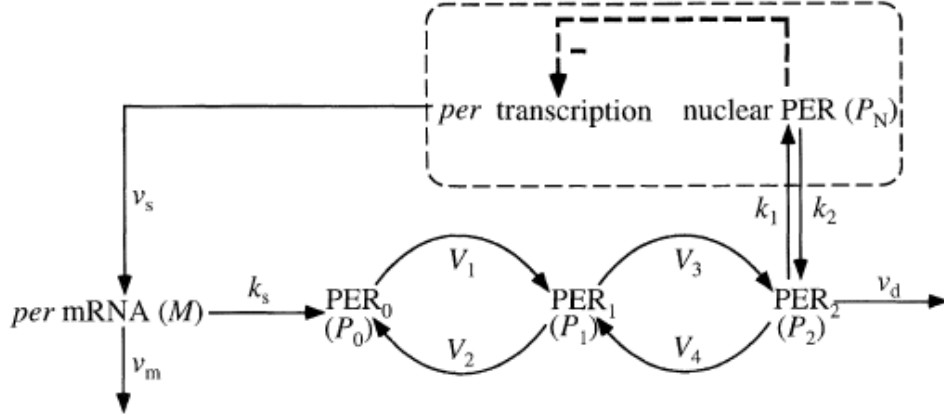 −
per transcription nuclear PER (PN)
vs
k1 k2
V1 V3
ks vd
per mRNA (M) PER0 PER1 PER2
(P0) (P1) (P2)
vm V2 V4